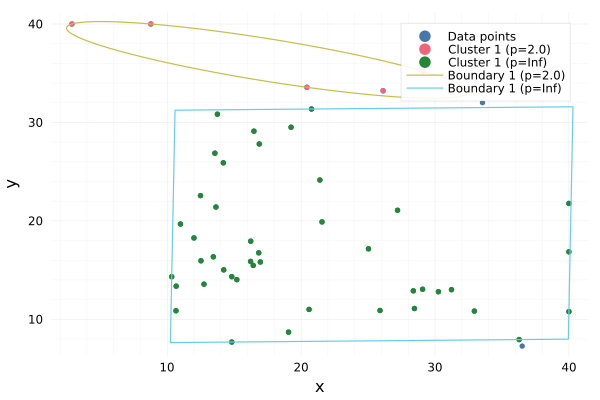 40
30
20
10
y
10
20
30
40
x
Data points
Cluster 1 (p=2.0)
Cluster 1 (p=Inf)
Boundary 1 (p=2.0)
Boundary 1 (p=Inf)